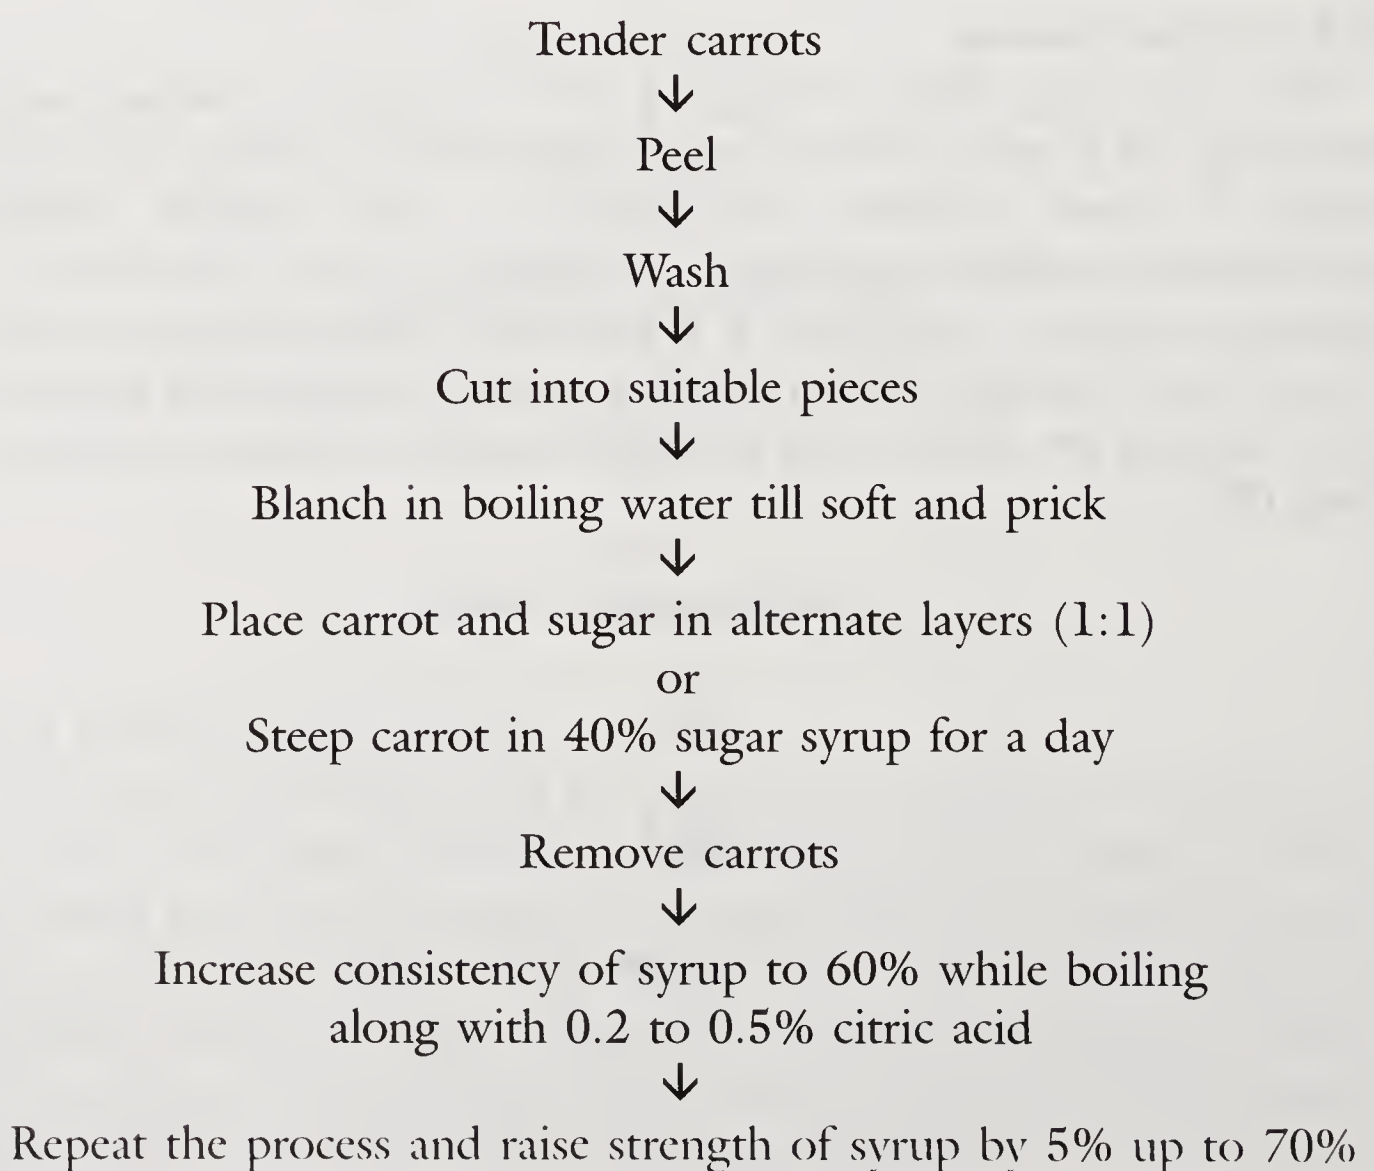 Tender carrots
↓
Peel
↓
Wash
↓
Cut into suitable pieces
↓
Blanch in boiling water till soft and prick
↓
Place carrot and sugar in alternate layers (1:1)
or
Steep carrot in 40% sugar syrup for a day
↓
Remove carrots
↓
Increase consistency of syrup to 60% while boiling
along with 0.2 to 0.5% citric acid
↓
Repeat the process and raise strength of syrup by 5% up to 70%